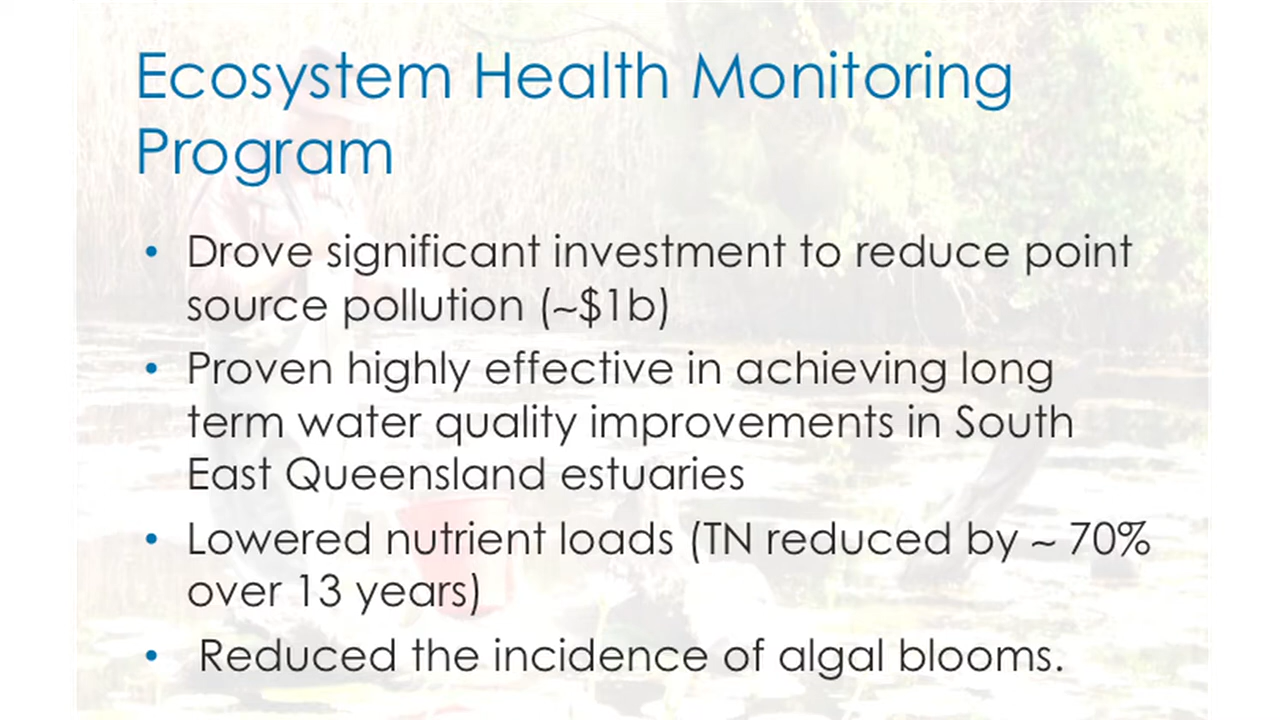 Ecosystem Health Monitoring
Program
• Drove significant investment to reduce point
source pollution (~$1b)
• Proven highly effective in achieving long
term water quality improvements in South
East Queensland estuaries
• Lowered nutrient loads (TN reduced by ~ 70%
over 13 years)
• Reduced the incidence of algal blooms.